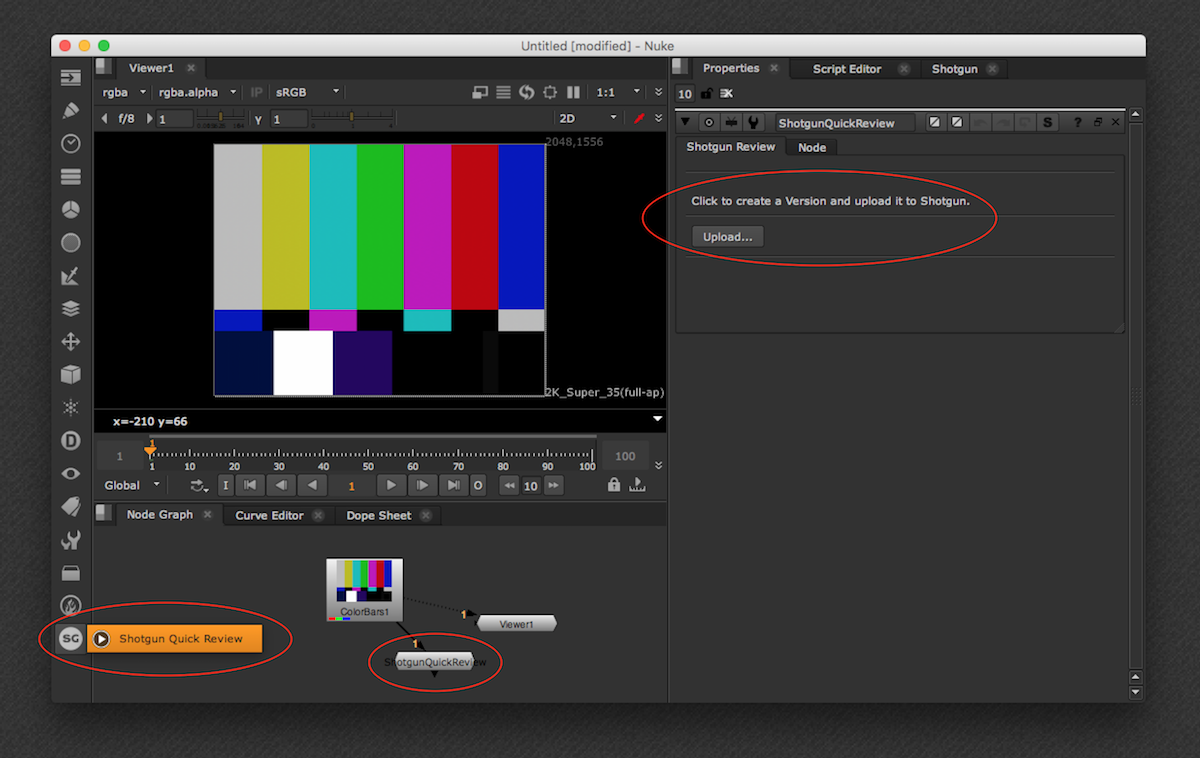 Untitled [modified] - Nuke
Viewer1
rgba rgba.alpha IP sRGB 1:1
f/8 1 Y 1 2D
2048,1556
2K_Super_35(full-ap)
x=-210 y=66
1 1 100
1 10 20 30 40 50 60 70 80 90 100
Global I 1 O 10
Node Graph Curve Editor Dope Sheet
ColorBars1
1 Viewer1
1
ShotgunQuickReview
SG Shotgun Quick Review
D
Properties Script Editor Shotgun
10
ShotgunQuickReview S ?
Shotgun Review Node
Click to create a Version and upload it to Shotgun.
Upload...